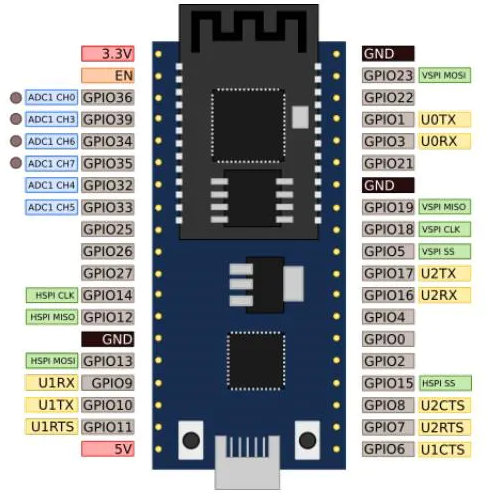 3.3V GND
EN GPIO23 VSPI MOSI
ADC1 CH0 GPIO36 GPIO22
ADC1 CH3 GPIO39 GPIO1 U0TX
ADC1 CH6 GPIO34 GPIO3 U0RX
ADC1 CH7 GPIO35 GPIO21
ADC1 CH4 GPIO32 GND
ADC1 CH5 GPIO33 GPIO19 VSPI MISO
GPIO25 GPIO18 VSPI CLK
GPIO26 GPIO5 VSPI SS
GPIO27 GPIO17 U2TX
HSPI CLK GPIO14 GPIO16 U2RX
HSPI MISO GPIO12 GPIO4
GND GPIO0
HSPI MOSI GPIO13 GPIO2
U1RX GPIO9 GPIO15 HSPI SS
U1TX GPIO10 GPIO8 U2CTS
U1RTS GPIO11 GPIO7 U2RTS
5V GPIO6 U1CTS